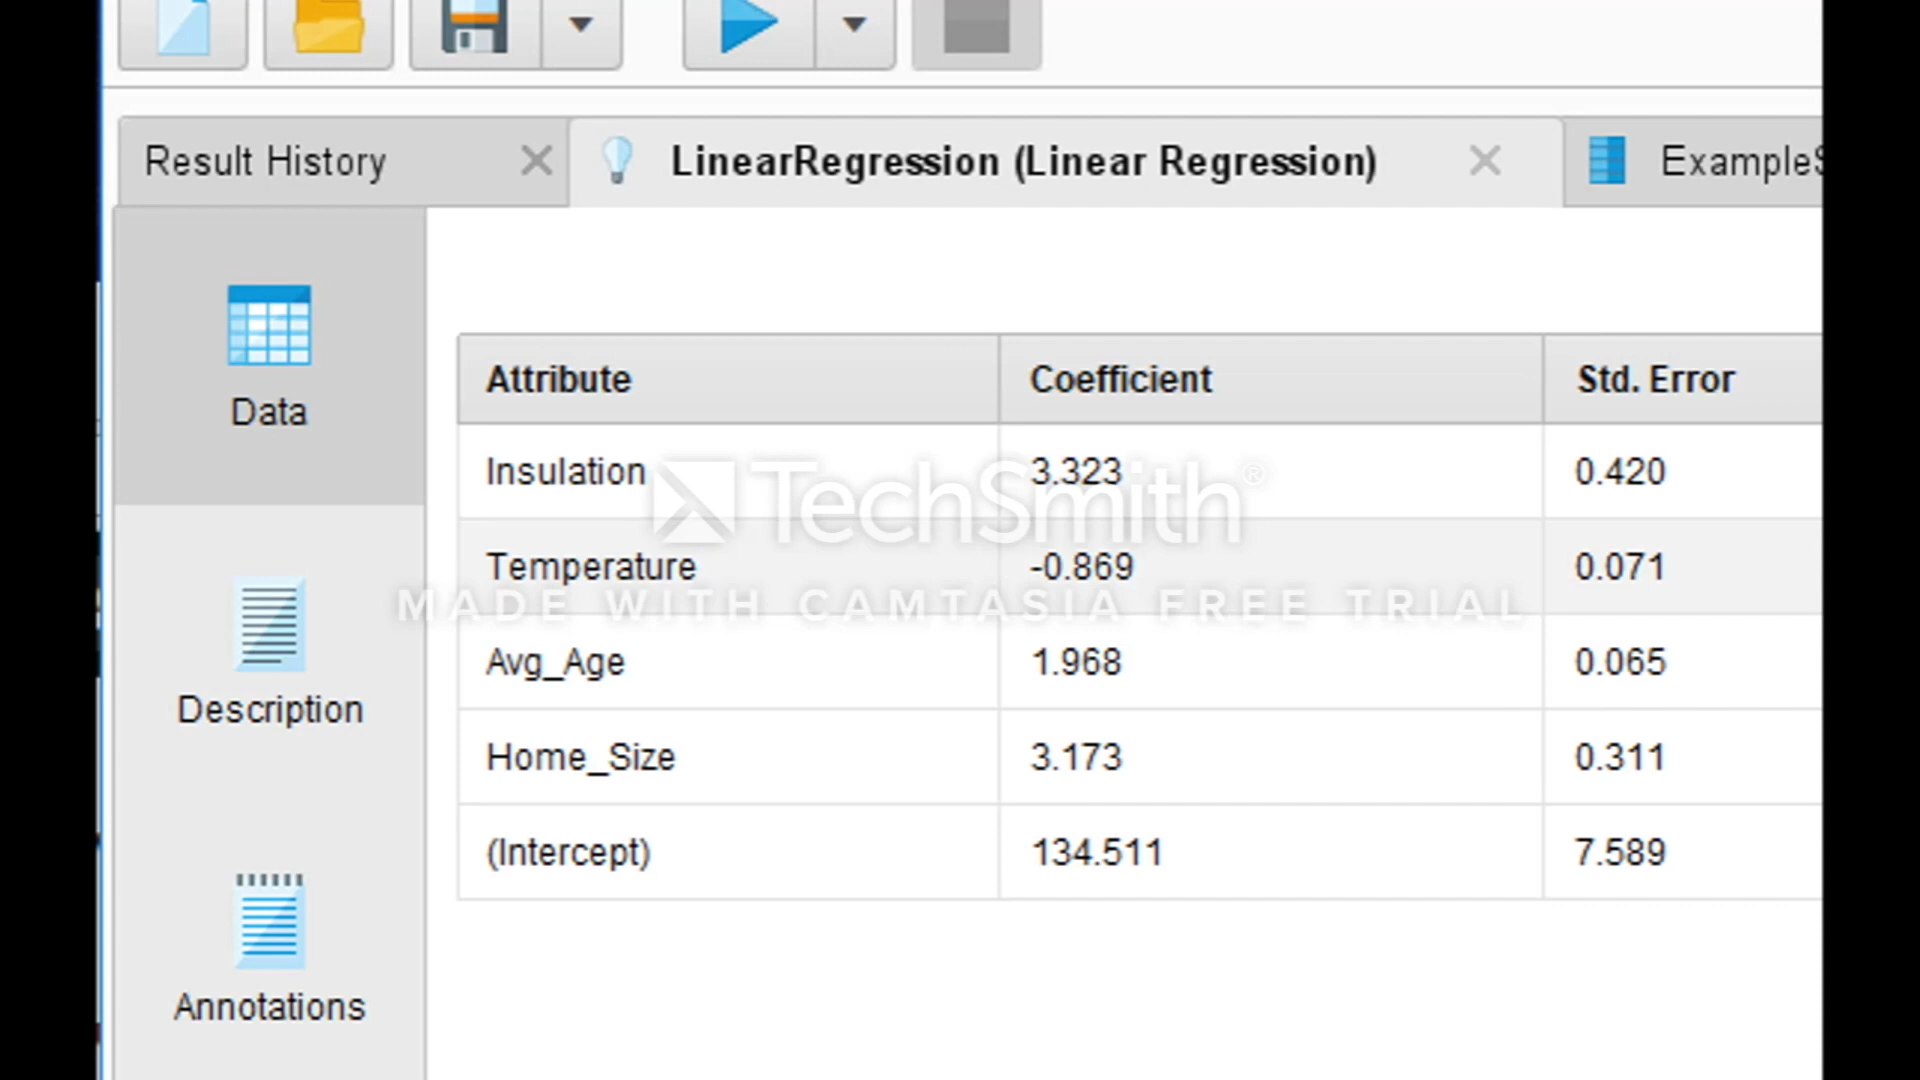 Result History
LinearRegression (Linear Regression)
ExampleS
Data
Description
Annotations
Attribute Coefficient Std. Error
Insulation 3.323 0.420
Temperature -0.869 0.071
Avg_Age 1.968 0.065
Home_Size 3.173 0.311
(Intercept) 134.511 7.589
TechSmith®
MADE WITH CAMTASIA FREE TRIAL